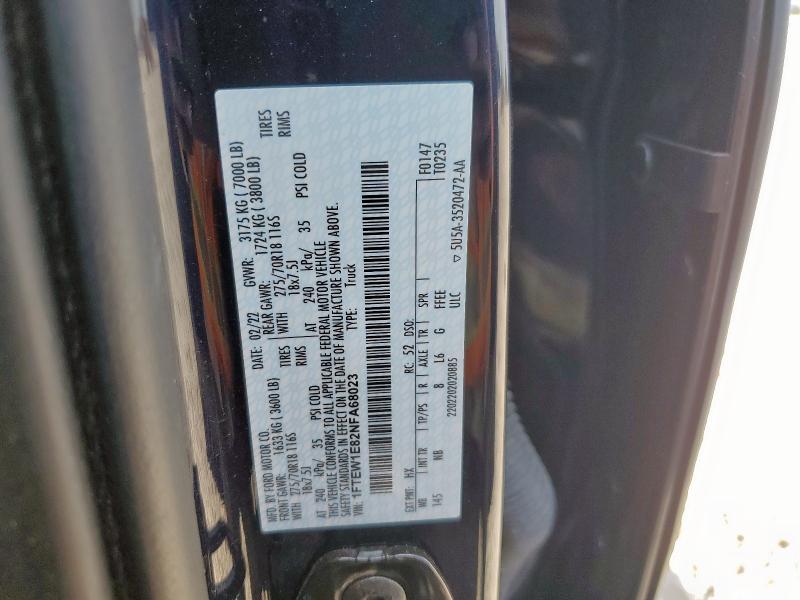 MFD. BY FORD MOTOR CO.
DATE: 02/22 GVWR: 3175 KG ( 7000 LB)
FRONT GAWR: 1633 KG (3600 LB) REAR GAWR: 1724 KG ( 3800 LB)
WITH 275/70R18 116S TIRES WITH 275/70R18 116S TIRES
18x7.5J RIMS 18x7.5J RIMS
AT 240 kPa/ 35 PSI COLD AT 240 kPa/ 35 PSI COLD
THIS VEHICLE CONFORMS TO ALL APPLICABLE FEDERAL MOTOR VEHICLE
SAFETY STANDARDS IN EFFECT ON THE DATE OF MANUFACTURE SHOWN ABOVE.
VIN: 1FTEW1E82NFA68023 TYPE: Truck
EXT PNT: HX RC: 52 DSO: F0147
WB INT TR TP/PS R AXLE TR SPR T0235
145 NB B L6 G FFEE
ULC
2202202020885 ▽ 5U5A-3520472-AA